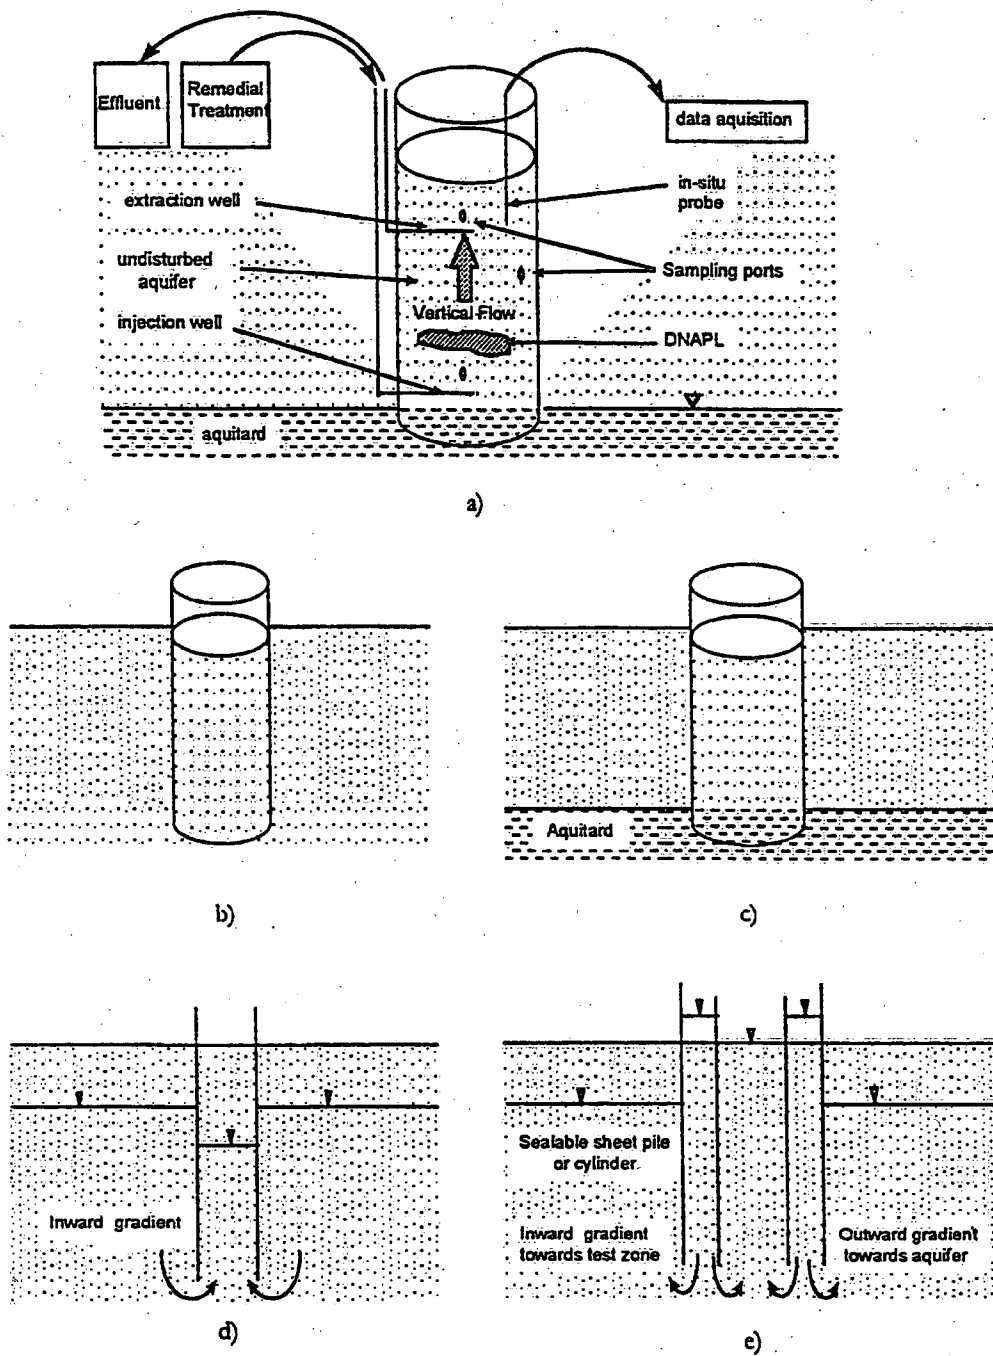 Effluent
Remedial
Treatment
data aquisition
extraction well
in-situ
probe
undisturbed
aquifer
Sampling ports
Vertical Flow
injection well
DNAPL
aquitard
a)
Aquitard
b)
c)
Sealable sheet pile
or cylinder
Inward gradient
Inward gradient
towards test zone
Outward gradient
towards aquifer
d)
e)